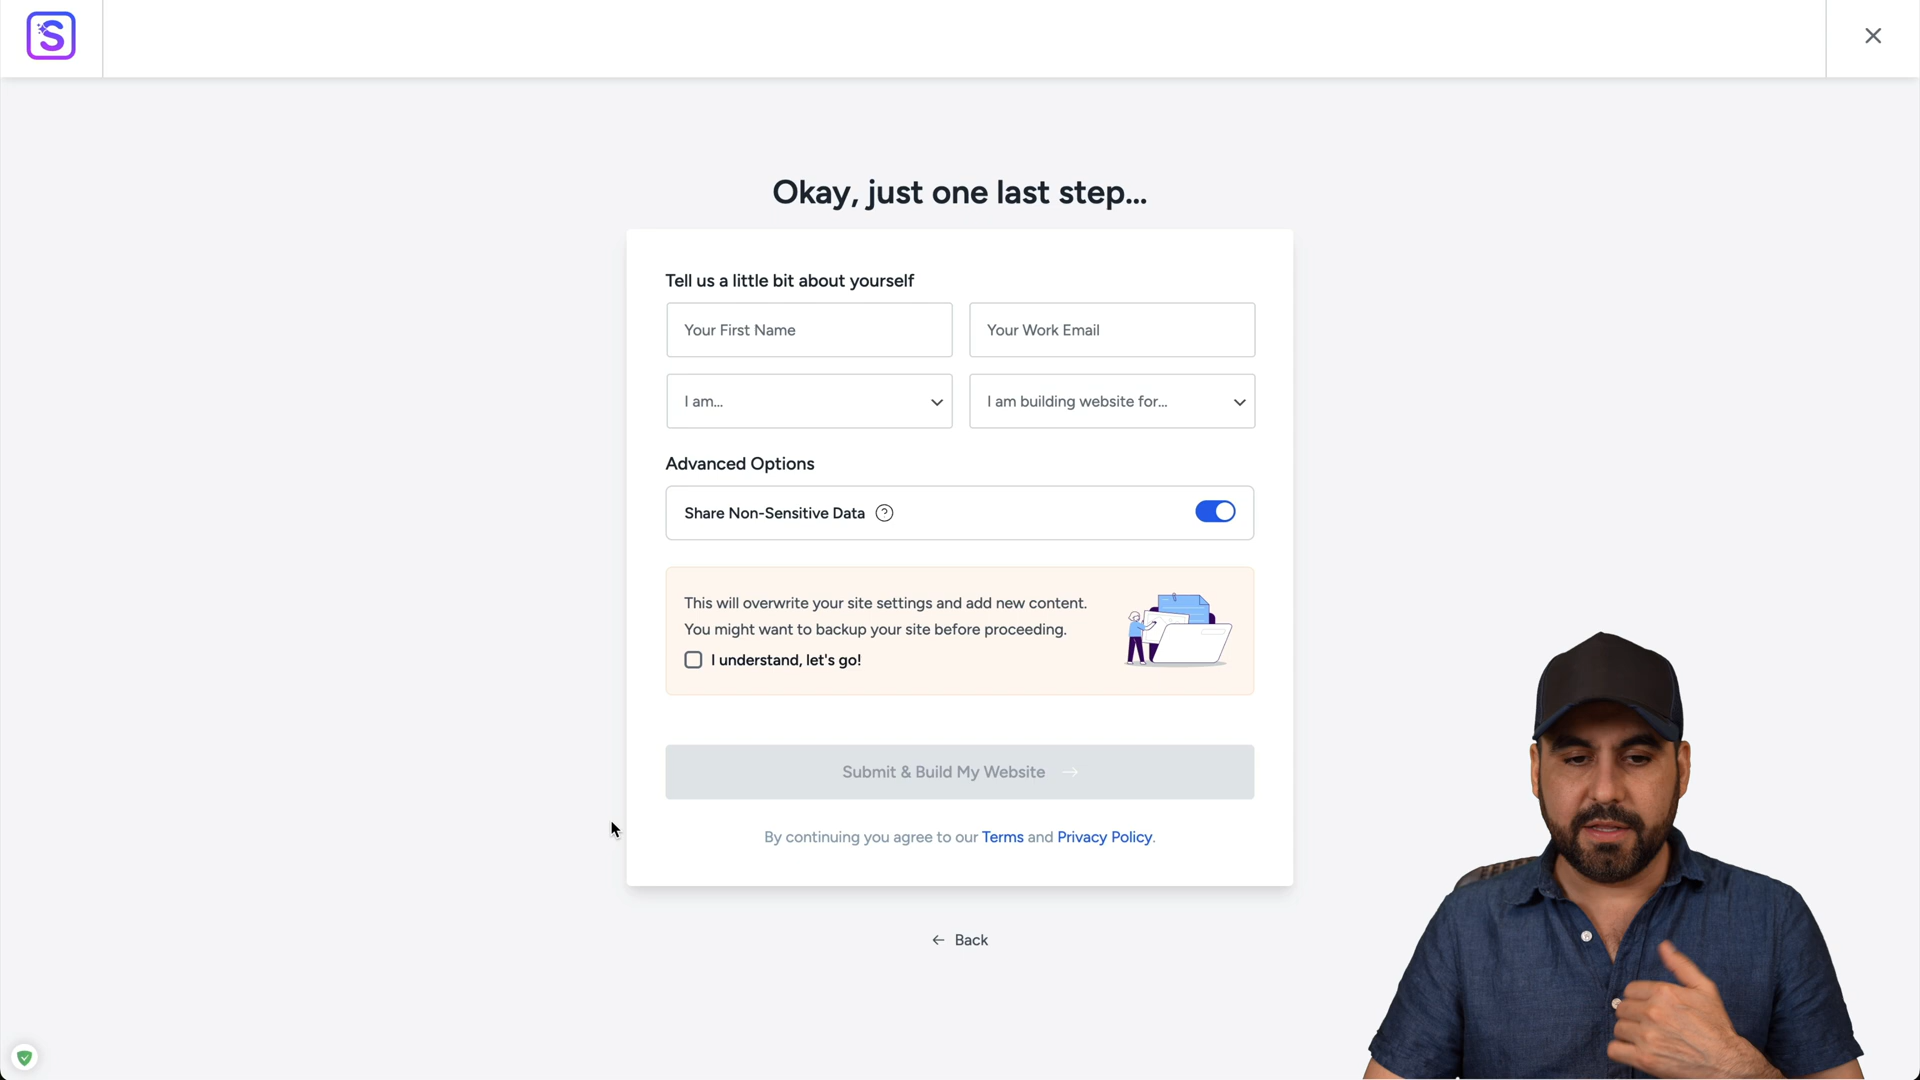 S
Okay, just one last step...
Tell us a little bit about yourself
Your First Name
Your Work Email
I am...
I am building website for...
Advanced Options
Share Non-Sensitive Data ?
This will overwrite your site settings and add new content.
You might want to backup your site before proceeding.
I understand, let's go!
Submit & Build My Website →
By continuing you agree to our Terms and Privacy Policy.
← Back